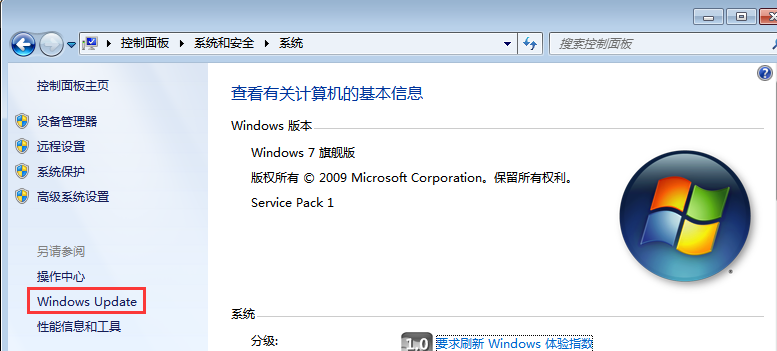 控制面板 系统和安全 系统
搜索控制面板
控制面板主页
设备管理器
远程设置
系统保护
高级系统设置
另请参阅
操作中心
Windows Update
性能信息和工具
查看有关计算机的基本信息
Windows 版本
Windows 7 旗舰版
版权所有 © 2009 Microsoft Corporation。保留所有权利。
Service Pack 1
系统
分级:
1.0 要求刷新 Windows 体验指数